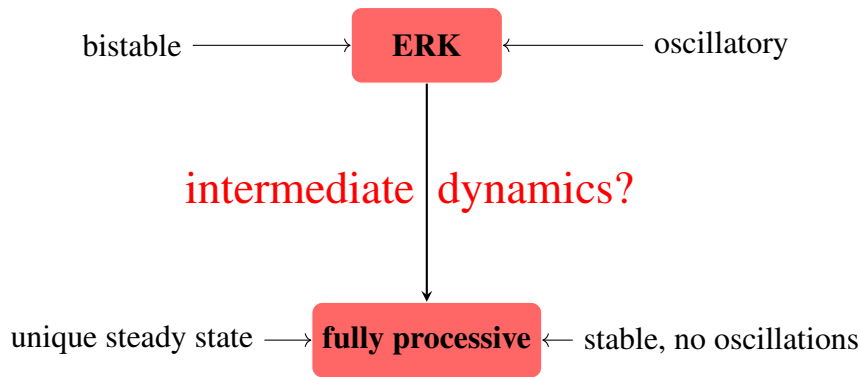 bistable ERK oscillatory
intermediate dynamics?
unique steady state fully processive stable, no oscillations